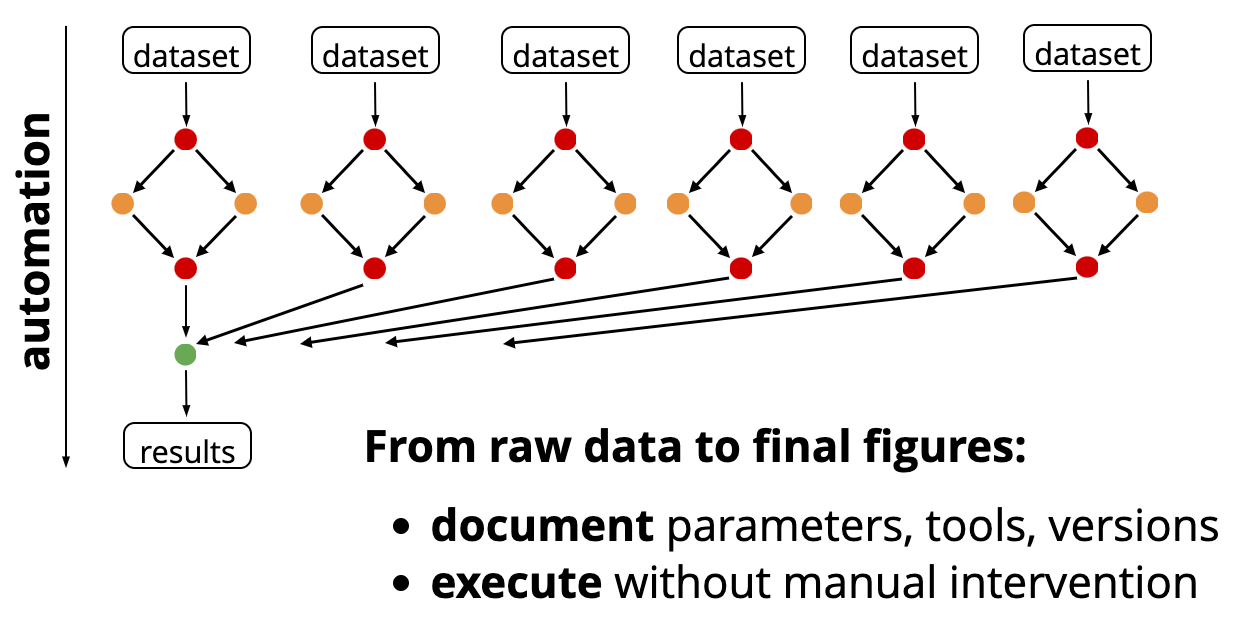 dataset dataset dataset dataset dataset dataset
automation
results
From raw data to final figures:
• document parameters, tools, versions
• execute without manual intervention